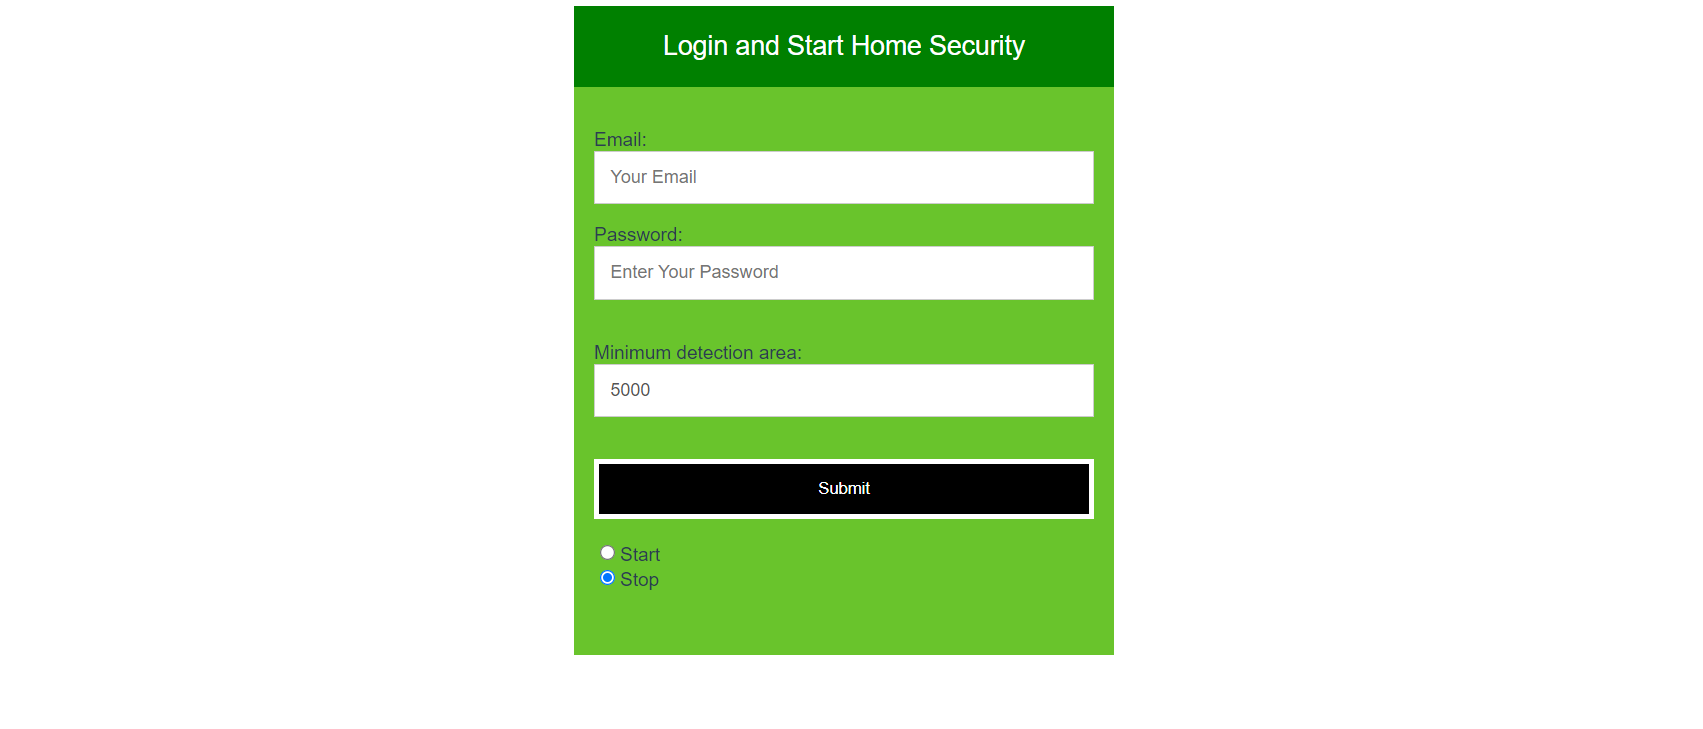 Login and Start Home Security
Email:
Your Email
Password:
Enter Your Password
Minimum detection area:
5000
Submit
Start
Stop